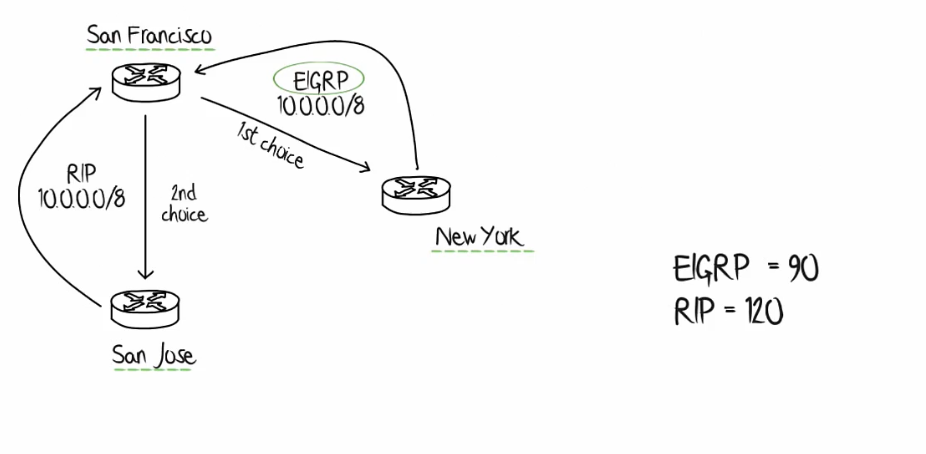 San Francisco
EIGRP
10.0.0.0/8
1st choice
RIP
10.0.0.0/8
2nd
choice
New York
San Jose
EIGRP = 90
RIP = 120